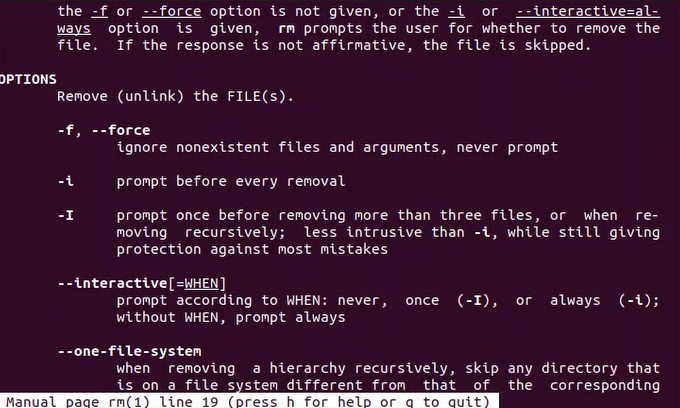 the -f or --force option is not given, or the -i or --interactive=al-
ways option is given, rm prompts the user for whether to remove the
file. If the response is not affirmative, the file is skipped.
OPTIONS
Remove (unlink) the FILE(s).
-f, --force
ignore nonexistent files and arguments, never prompt
-i prompt before every removal
-I prompt once before removing more than three files, or when re-
moving recursively; less intrusive than -i, while still giving
protection against most mistakes
--interactive[=WHEN]
prompt according to WHEN: never, once (-I), or always (-i);
without WHEN, prompt always
--one-file-system
when removing a hierarchy recursively, skip any directory that
is on a file system different from that of the corresponding
Manual page rm(1) line 19 (press h for help or q to quit)